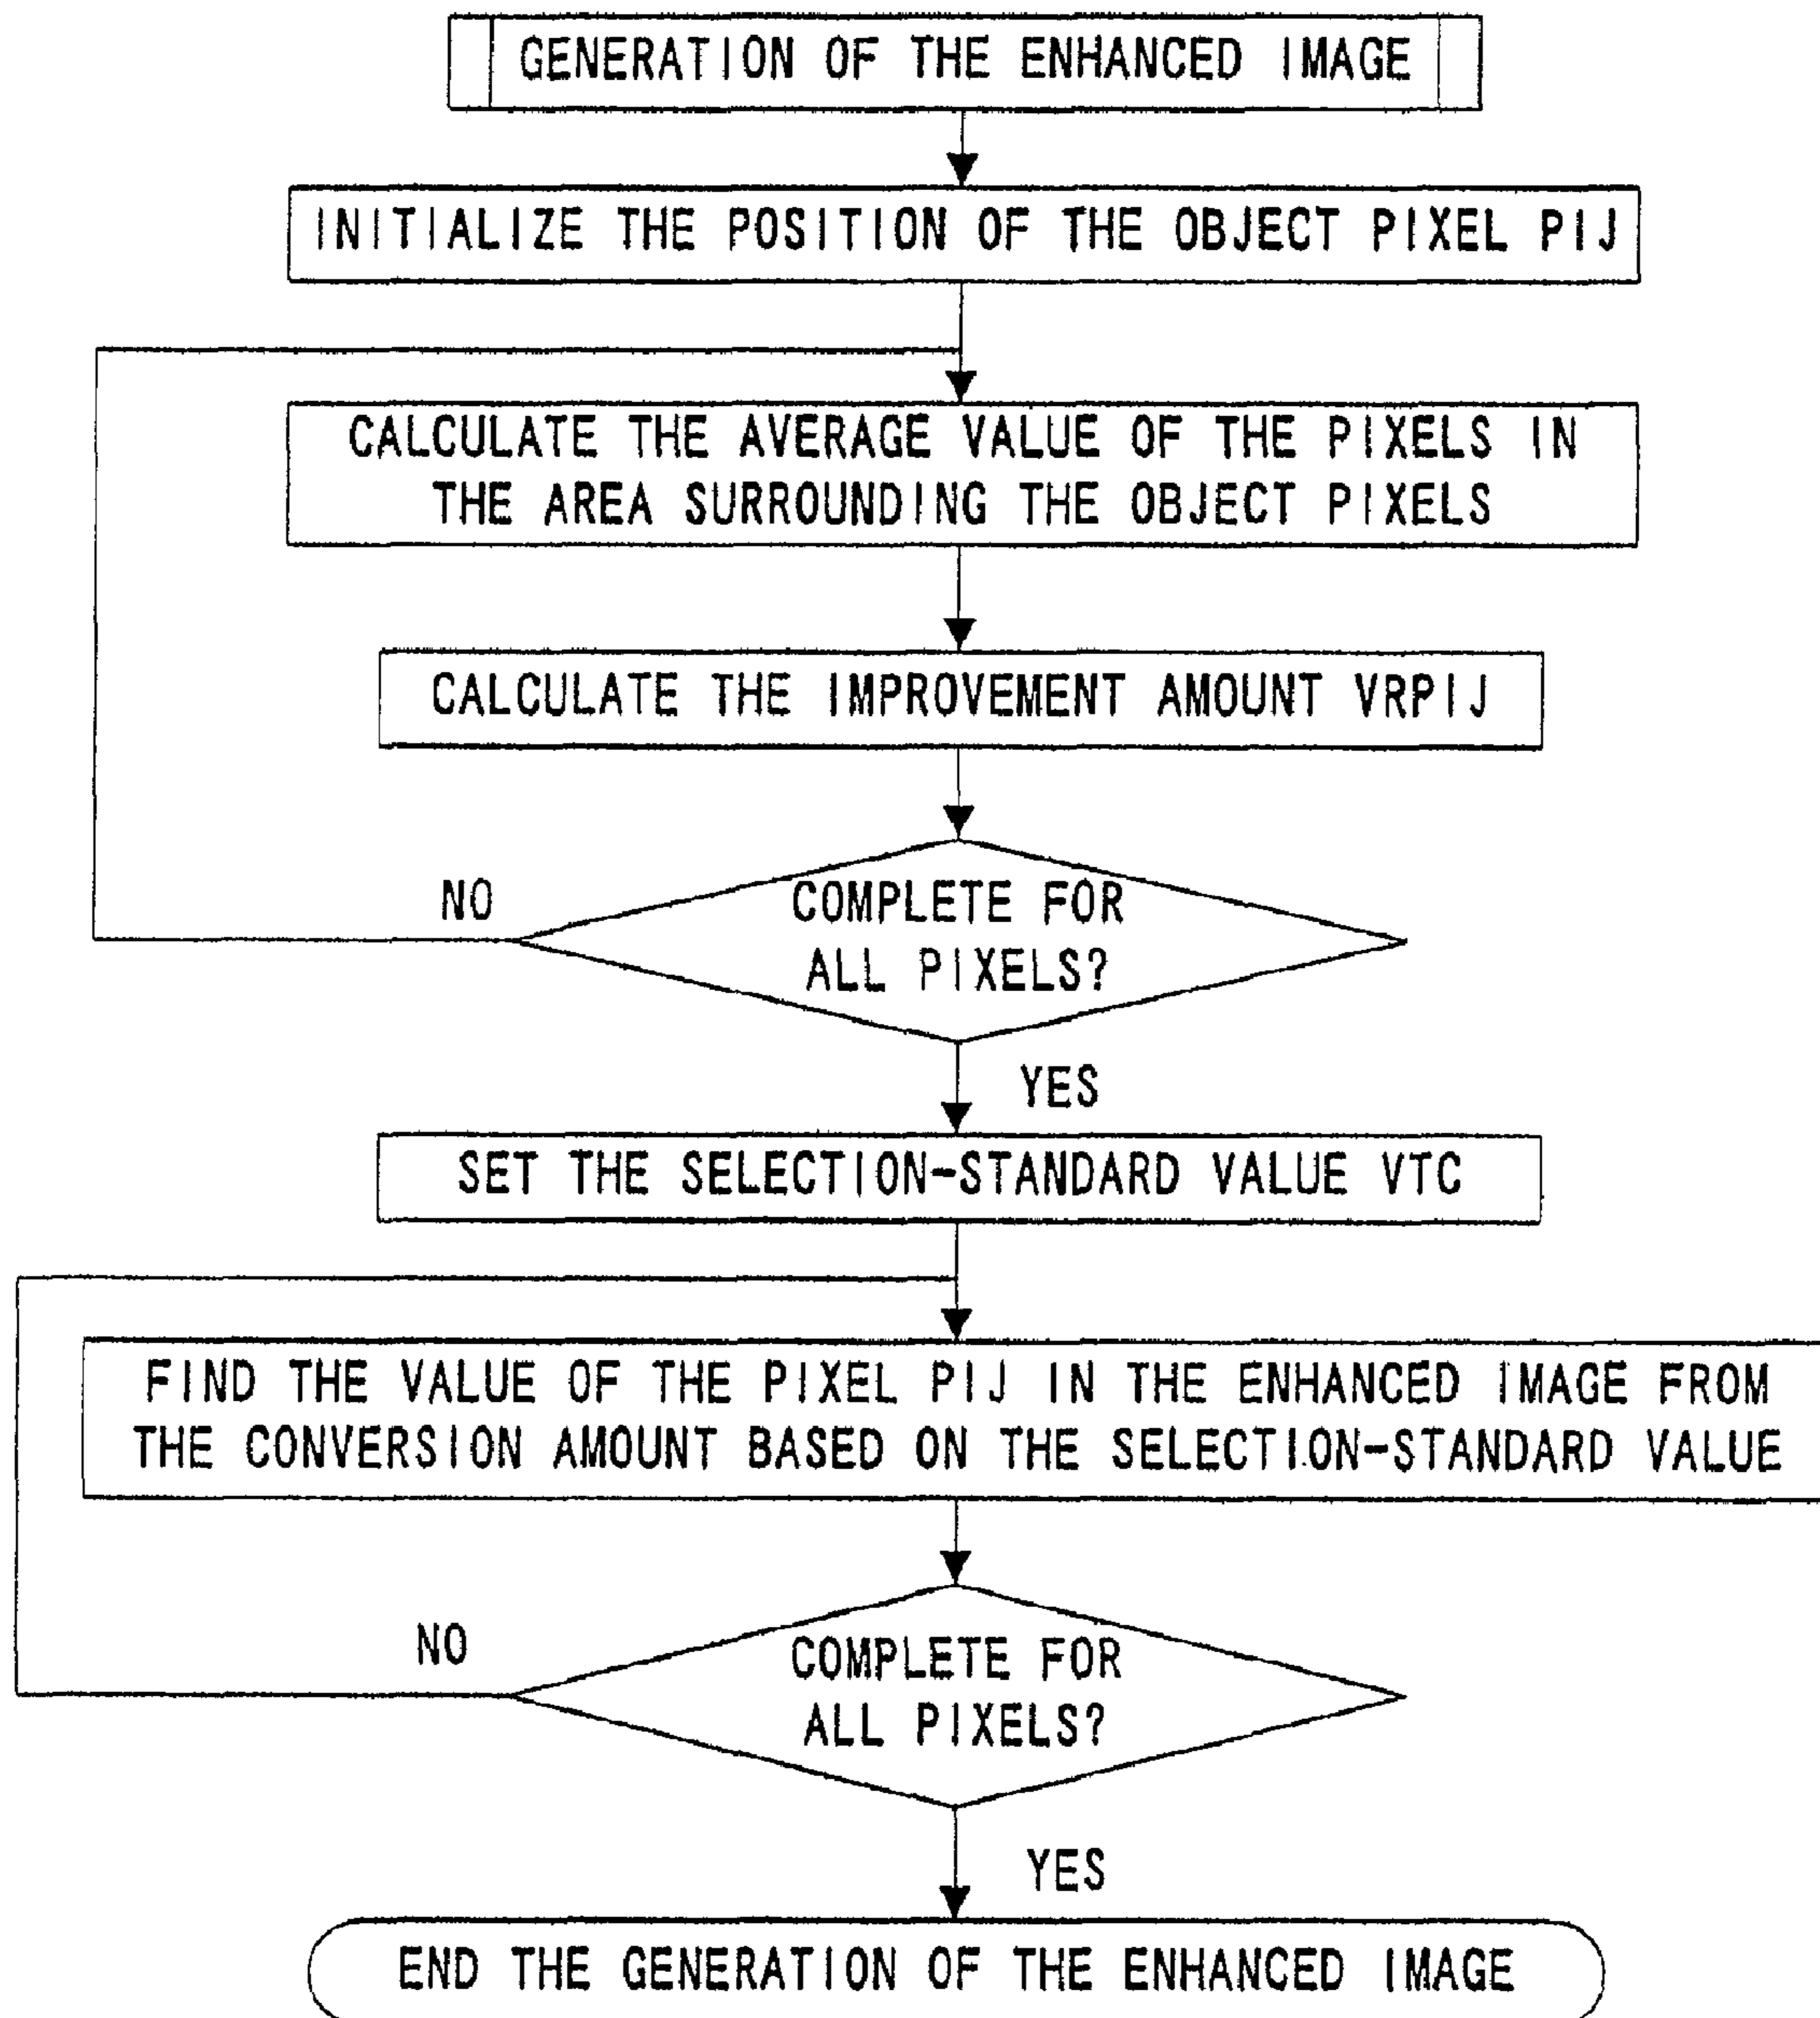 GENERATION OF THE ENHANCED IMAGE
INITIALIZE THE POSITION OF THE OBJECT PIXEL PIJ
CALCULATE THE AVERAGE VALUE OF THE PIXELS IN
THE AREA SURROUNDING THE OBJECT PIXELS
CALCULATE THE IMPROVEMENT AMOUNT VRPIJ
NO
COMPLETE FOR
ALL PIXELS?
YES
SET THE SELECTION-STANDARD VALUE VTC
FIND THE VALUE OF THE PIXEL PIJ IN THE ENHANCED IMAGE FROM
THE CONVERSION AMOUNT BASED ON THE SELECTION-STANDARD VALUE
NO
COMPLETE FOR
ALL PIXELS?
YES
END THE GENERATION OF THE ENHANCED IMAGE